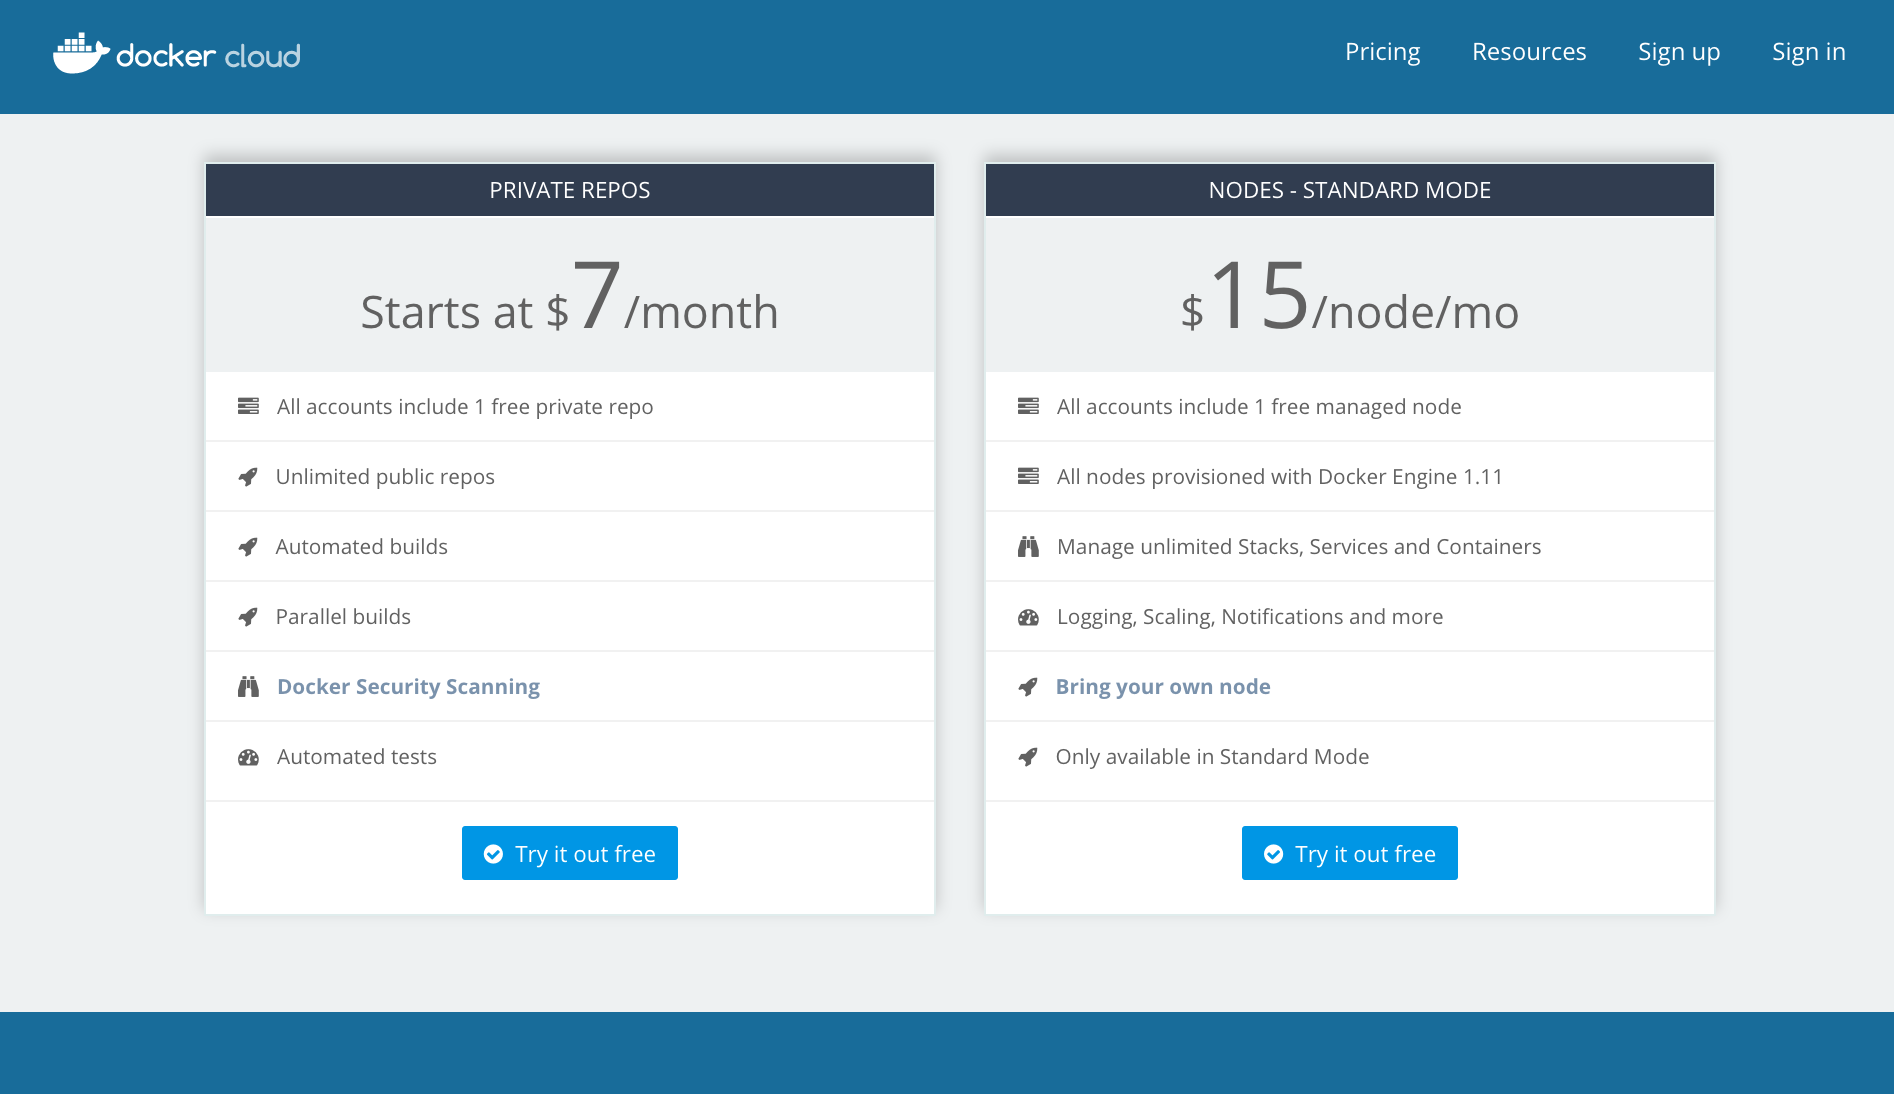 docker cloud
Pricing Resources Sign up Sign in
PRIVATE REPOS
Starts at $7/month
All accounts include 1 free private repo
Unlimited public repos
Automated builds
Parallel builds
Docker Security Scanning
Automated tests
Try it out free
NODES - STANDARD MODE
$15/node/mo
All accounts include 1 free managed node
All nodes provisioned with Docker Engine 1.11
Manage unlimited Stacks, Services and Containers
Logging, Scaling, Notifications and more
Bring your own node
Only available in Standard Mode
Try it out free